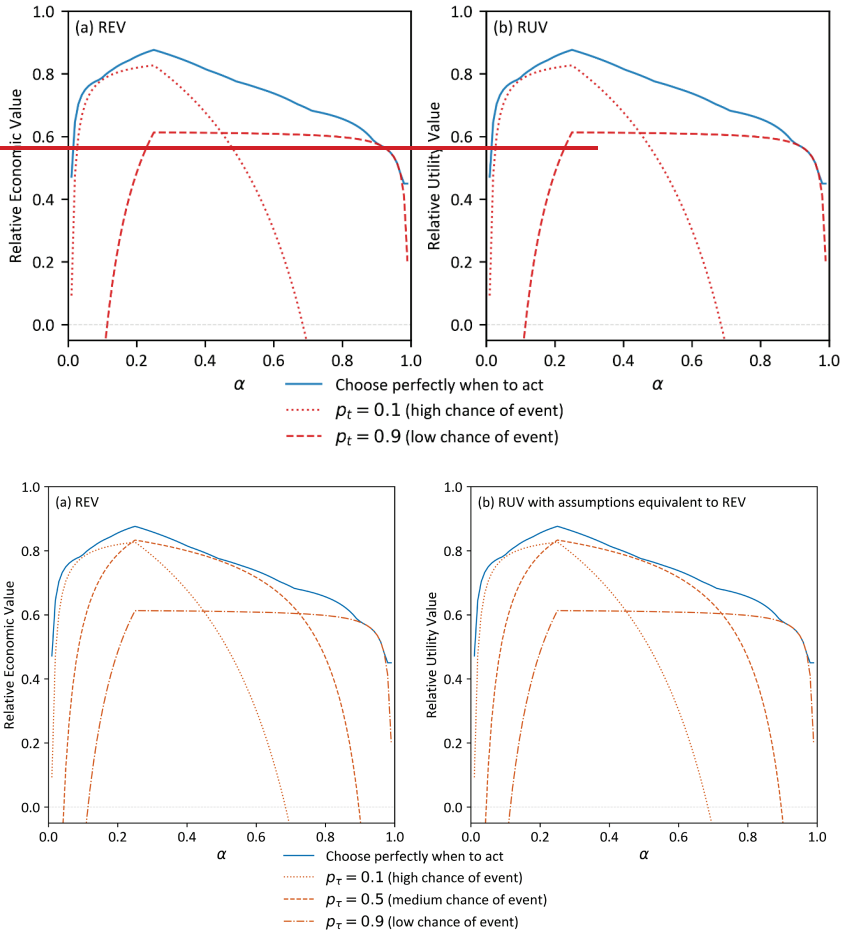 (a) REV
(b) RUV
Relative Economic Value
Relative Utility Value
1.0
0.8
0.6
0.4
0.2
0.0
1.0
0.8
0.6
0.4
0.2
0.0
0.0 0.2 0.4 0.6 0.8 1.0
0.0 0.2 0.4 0.6 0.8 1.0
α
α
Choose perfectly when to act
pₜ = 0.1 (high chance of event)
pₜ = 0.9 (low chance of event)
(a) REV
(b) RUV with assumptions equivalent to REV
Relative Economic Value
Relative Utility Value
1.0
0.8
0.6
0.4
0.2
0.0
1.0
0.8
0.6
0.4
0.2
0.0
0.0 0.2 0.4 0.6 0.8 1.0
0.0 0.2 0.4 0.6 0.8 1.0
α
α
Choose perfectly when to act
p_τ = 0.1 (high chance of event)
p_τ = 0.5 (medium chance of event)
p_τ = 0.9 (low chance of event)